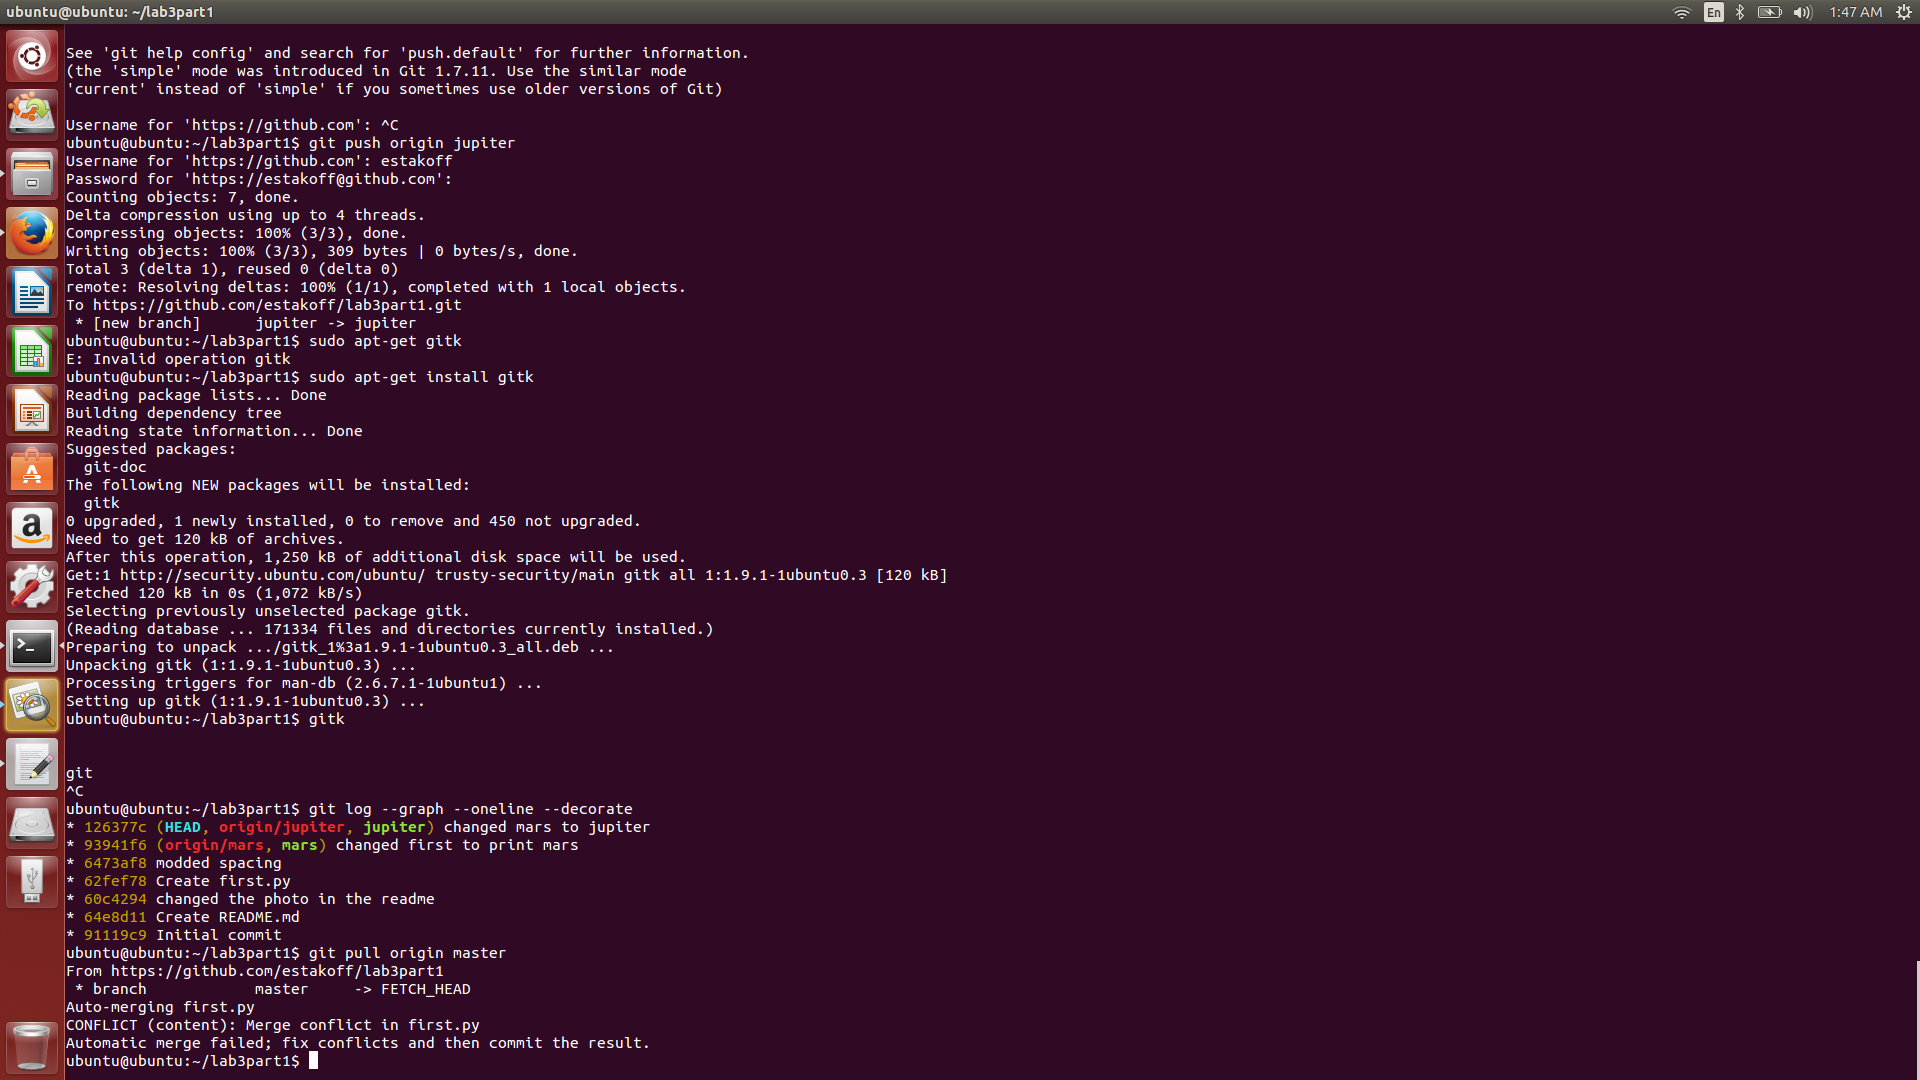 ubuntu@ubuntu: ~/lab3part1
En
1:47 AM
See 'git help config' and search for 'push.default' for further information.
(the 'simple' mode was introduced in Git 1.7.11. Use the similar mode
'current' instead of 'simple' if you sometimes use older versions of Git)
Username for 'https://github.com': ^C
ubuntu@ubuntu:~/lab3part1$ git push origin jupiter
Username for 'https://github.com': estakoff
Password for 'https://estakoff@github.com':
Counting objects: 7, done.
Delta compression using up to 4 threads.
Compressing objects: 100% (3/3), done.
Writing objects: 100% (3/3), 309 bytes | 0 bytes/s, done.
Total 3 (delta 1), reused 0 (delta 0)
remote: Resolving deltas: 100% (1/1), completed with 1 local objects.
To https://github.com/estakoff/lab3part1.git
 * [new branch]      jupiter -> jupiter
ubuntu@ubuntu:~/lab3part1$ sudo apt-get gitk
E: Invalid operation gitk
ubuntu@ubuntu:~/lab3part1$ sudo apt-get install gitk
Reading package lists... Done
Building dependency tree
Reading state information... Done
Suggested packages:
  git-doc
The following NEW packages will be installed:
  gitk
0 upgraded, 1 newly installed, 0 to remove and 450 not upgraded.
Need to get 120 kB of archives.
After this operation, 1,250 kB of additional disk space will be used.
Get:1 http://security.ubuntu.com/ubuntu/ trusty-security/main gitk all 1:1.9.1-1ubuntu0.3 [120 kB]
Fetched 120 kB in 0s (1,072 kB/s)
Selecting previously unselected package gitk.
(Reading database ... 171334 files and directories currently installed.)
Preparing to unpack .../gitk_1%3a1.9.1-1ubuntu0.3_all.deb ...
Unpacking gitk (1:1.9.1-1ubuntu0.3) ...
Processing triggers for man-db (2.6.7.1-1ubuntu1) ...
Setting up gitk (1:1.9.1-1ubuntu0.3) ...
ubuntu@ubuntu:~/lab3part1$ gitk
git
^C
ubuntu@ubuntu:~/lab3part1$ git log --graph --oneline --decorate
* 126377c (HEAD, origin/jupiter, jupiter) changed mars to jupiter
* 93941f6 (origin/mars, mars) changed first to print mars
* 6473af8 modded spacing
* 62fef78 Create first.py
* 60c4294 changed the photo in the readme
* 64e8d11 Create README.md
* 91119c9 Initial commit
ubuntu@ubuntu:~/lab3part1$ git pull origin master
From https://github.com/estakoff/lab3part1
 * branch            master     -> FETCH_HEAD
Auto-merging first.py
CONFLICT (content): Merge conflict in first.py
Automatic merge failed; fix conflicts and then commit the result.
ubuntu@ubuntu:~/lab3part1$